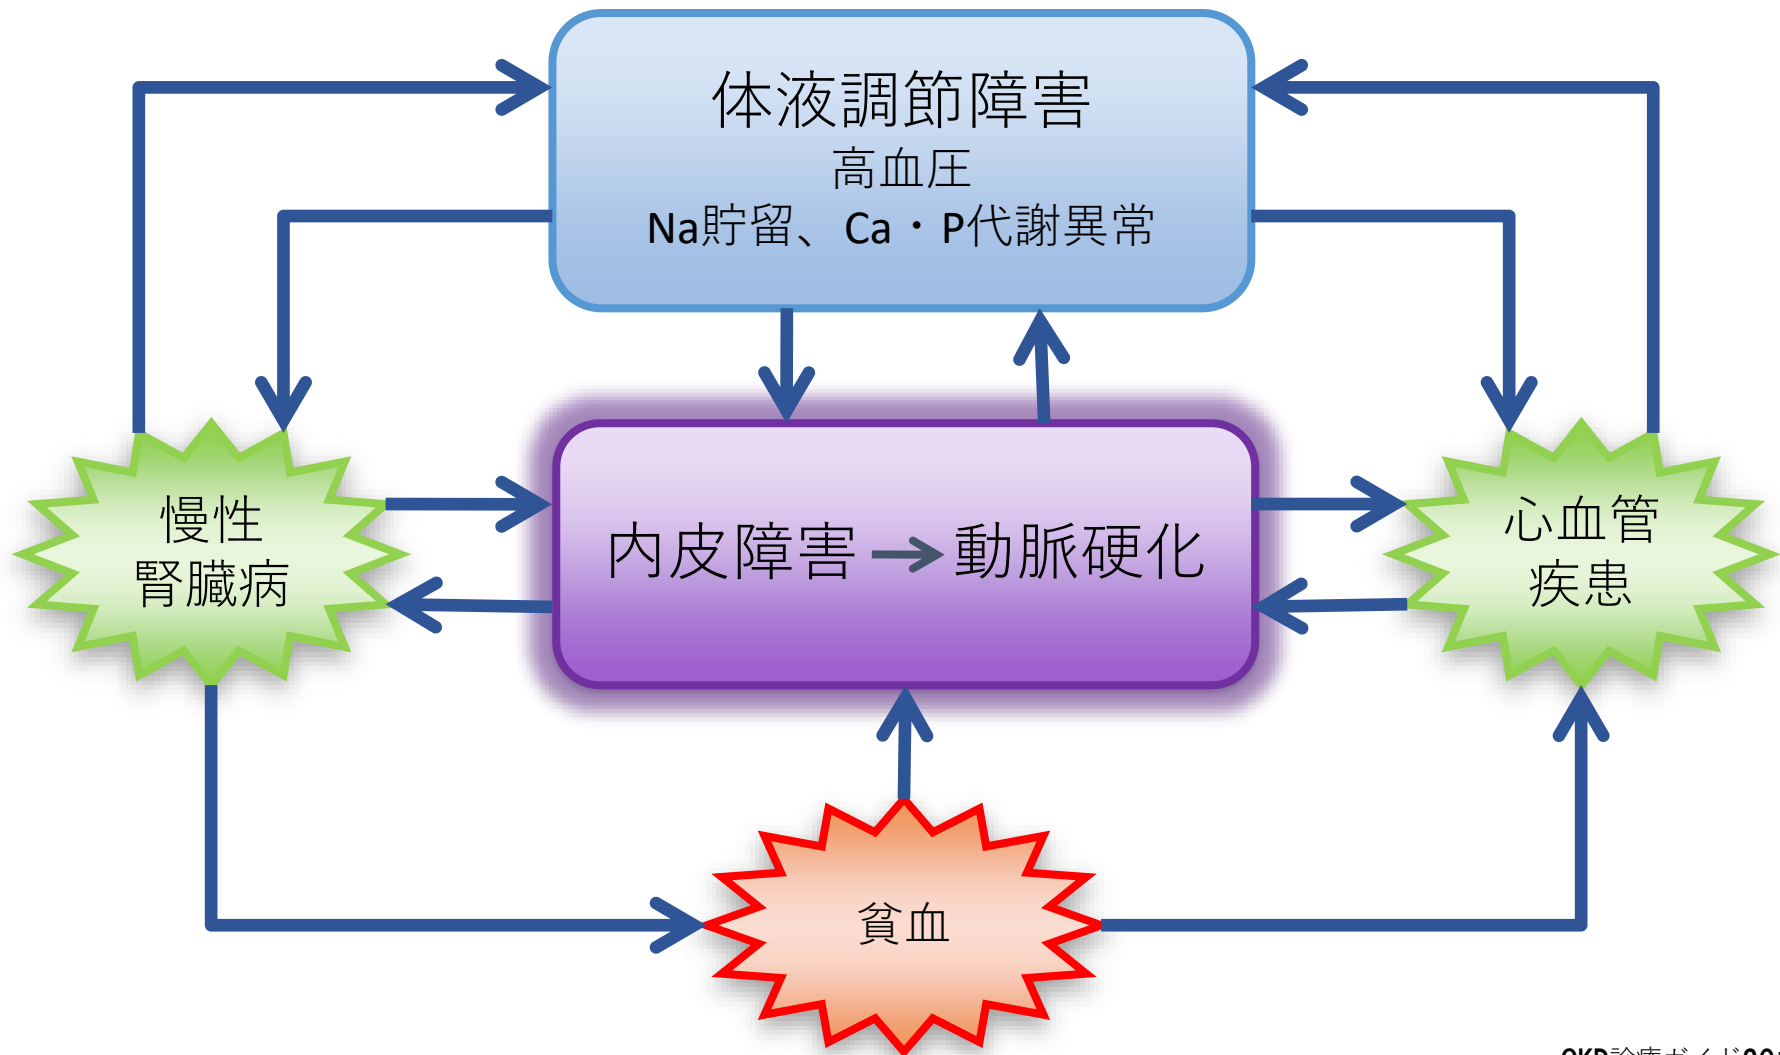 体液調節障害
高血圧
Na貯留、Ca・P代謝異常
慢性
腎臓病
内皮障害→動脈硬化
心血管
疾患
貧血